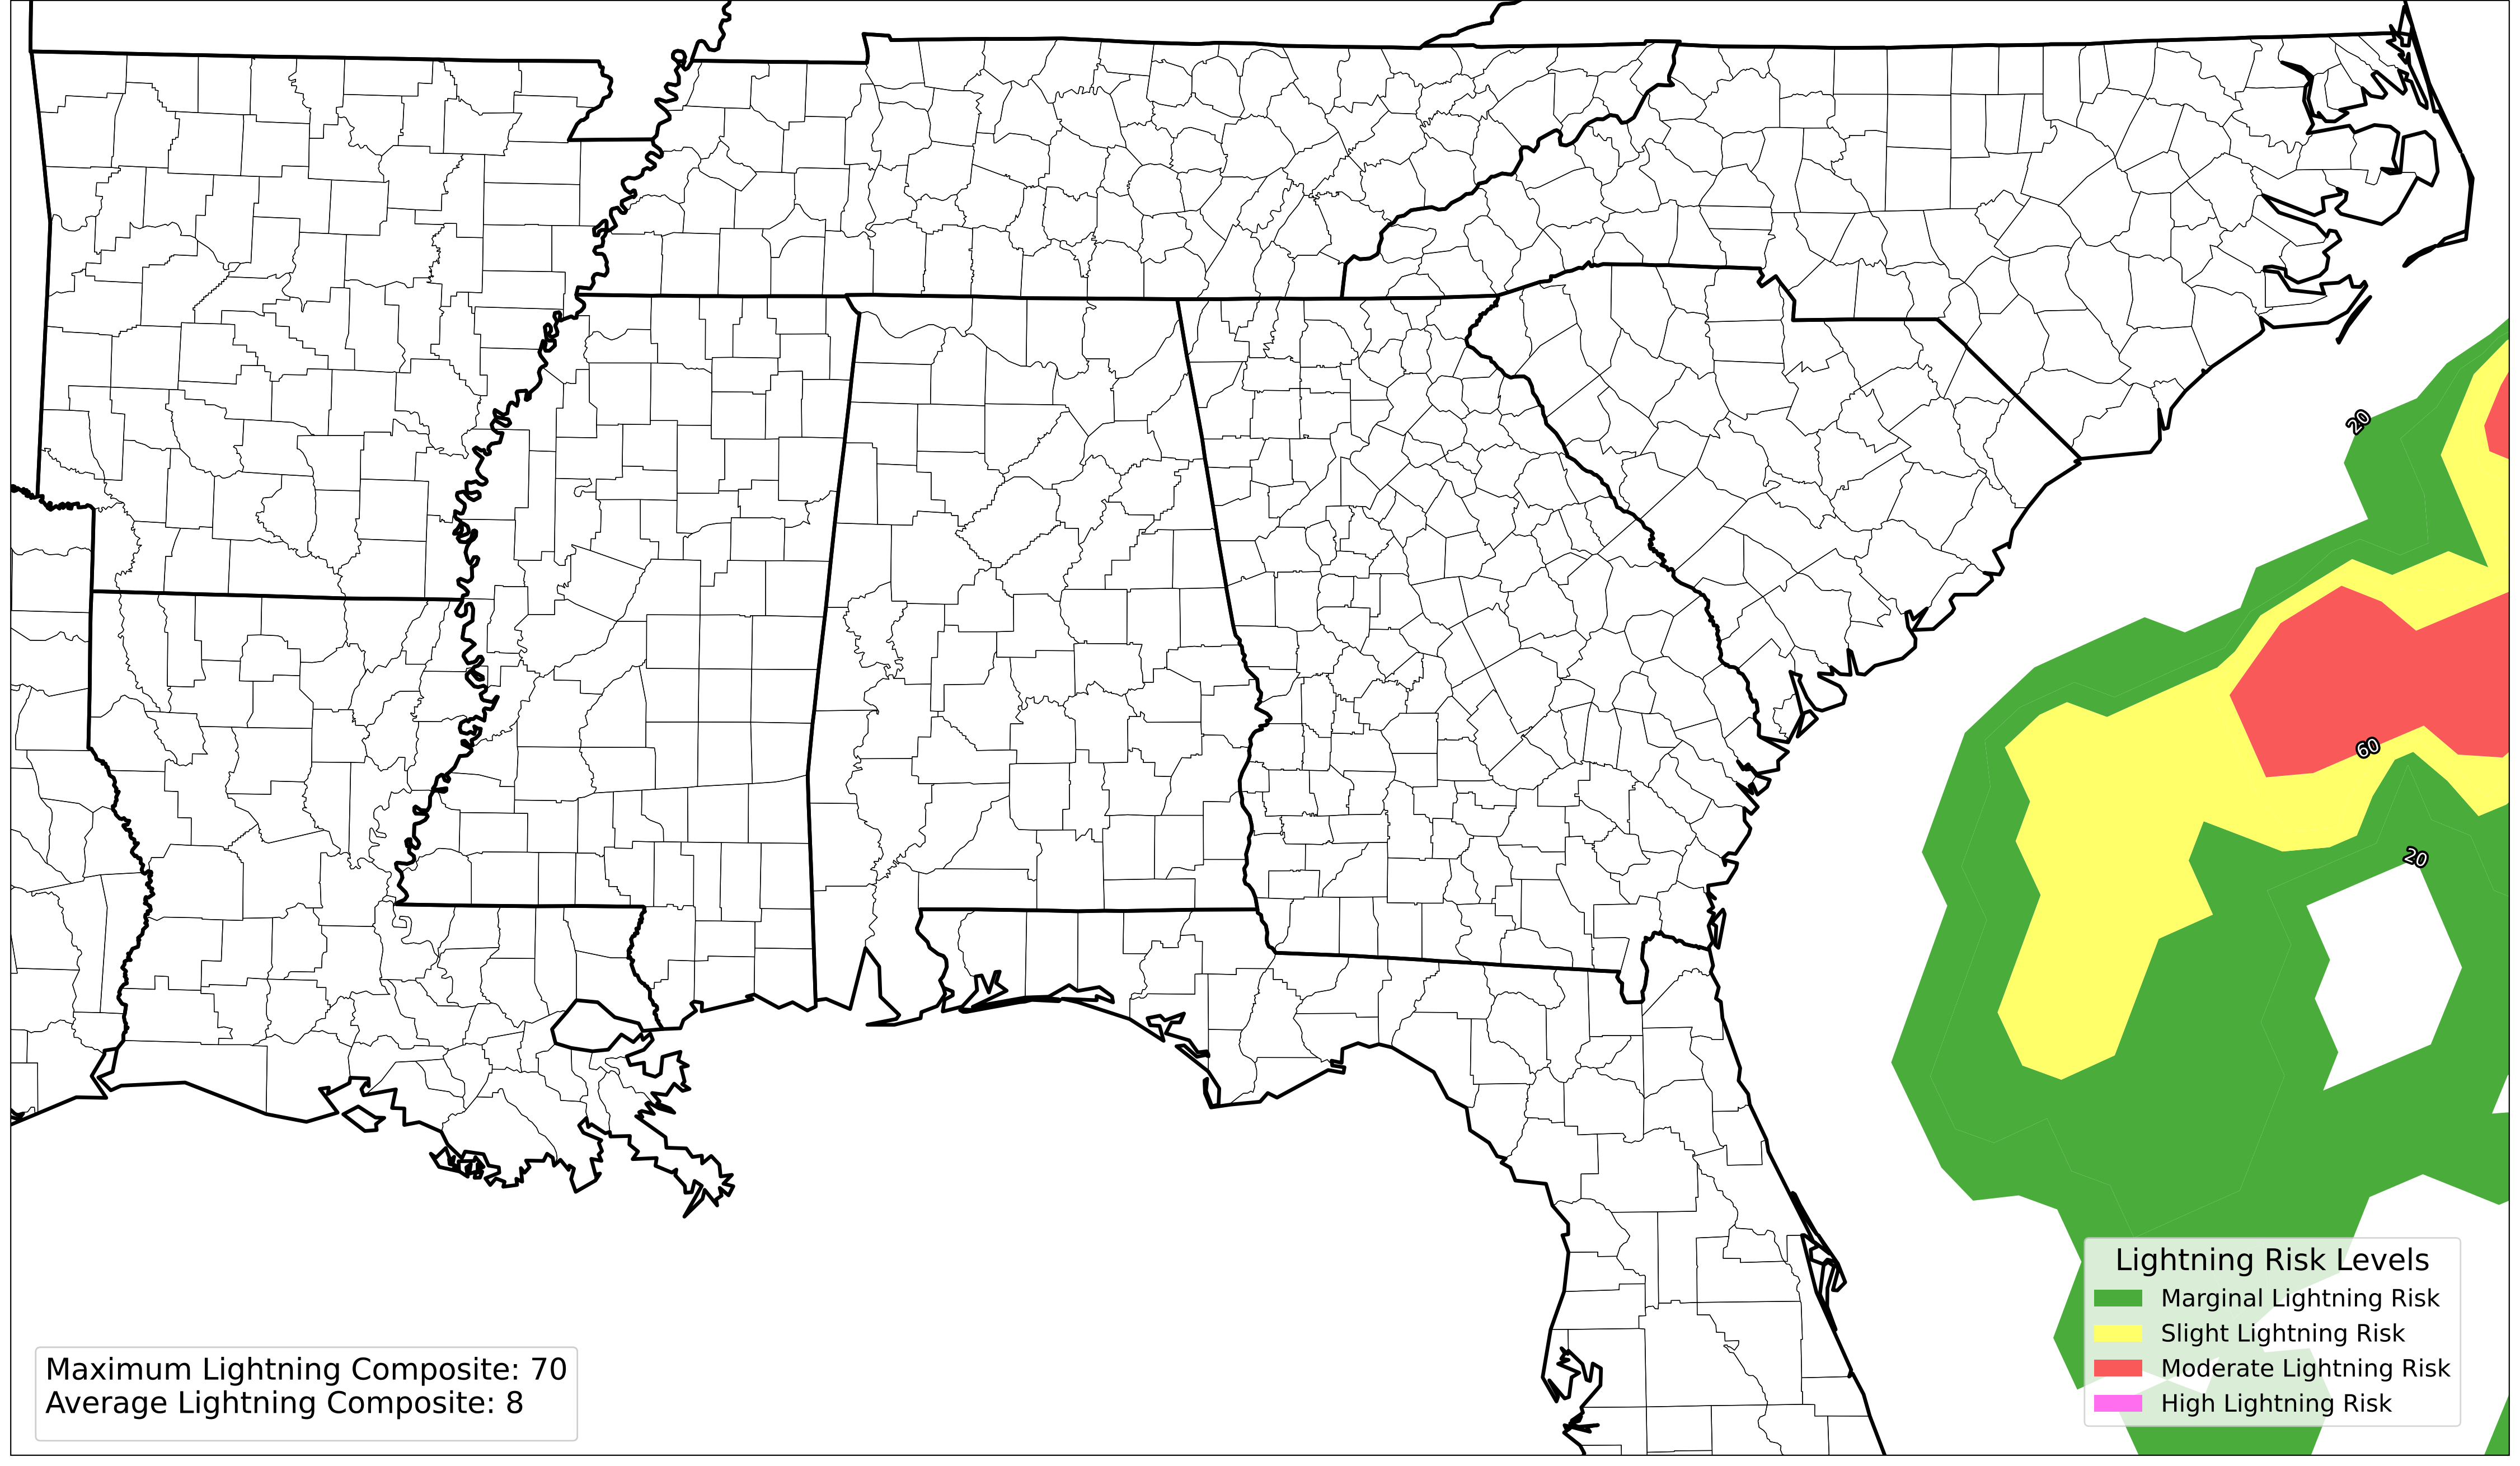 20
60
20
Lightning Risk Levels
Marginal Lightning Risk
Slight Lightning Risk
Moderate Lightning Risk
High Lightning Risk
Maximum Lightning Composite: 70
Average Lightning Composite: 8